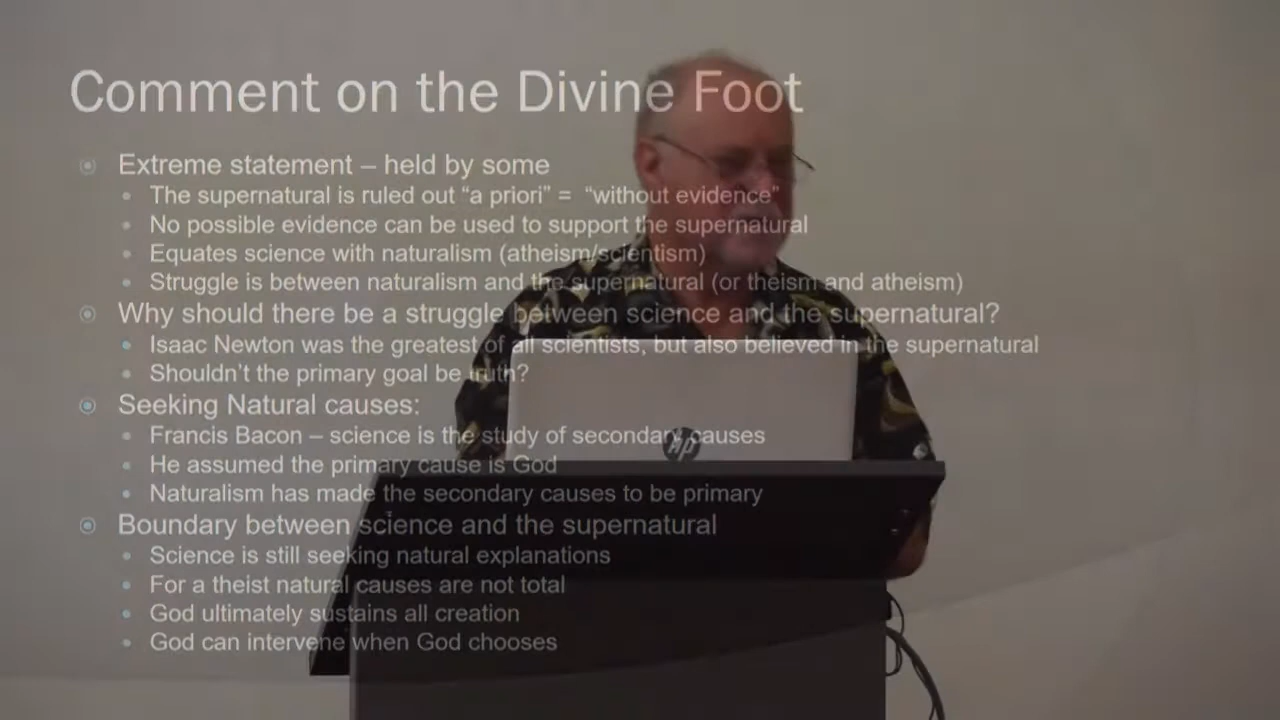 Comment on the Divine Foot
Extreme statement – held by some
The supernatural is ruled out “a priori” = “without evidence”
No possible evidence can be used to support the supernatural
Equates science with naturalism (atheism/scientism)
Struggle is between naturalism and the supernatural (or theism and atheism)
Why should there be a struggle between science and the supernatural?
Isaac Newton was the greatest of all scientists, but also believed in the supernatural
Shouldn’t the primary goal be truth?
Seeking Natural causes:
Francis Bacon – science is the study of secondary causes
hp
He assumed the primary cause is God
Naturalism has made the secondary causes to be primary
Boundary between science and the supernatural
Science is still seeking natural explanations
For a theist natural causes are not total
God ultimately sustains all creation
God can intervene when God chooses